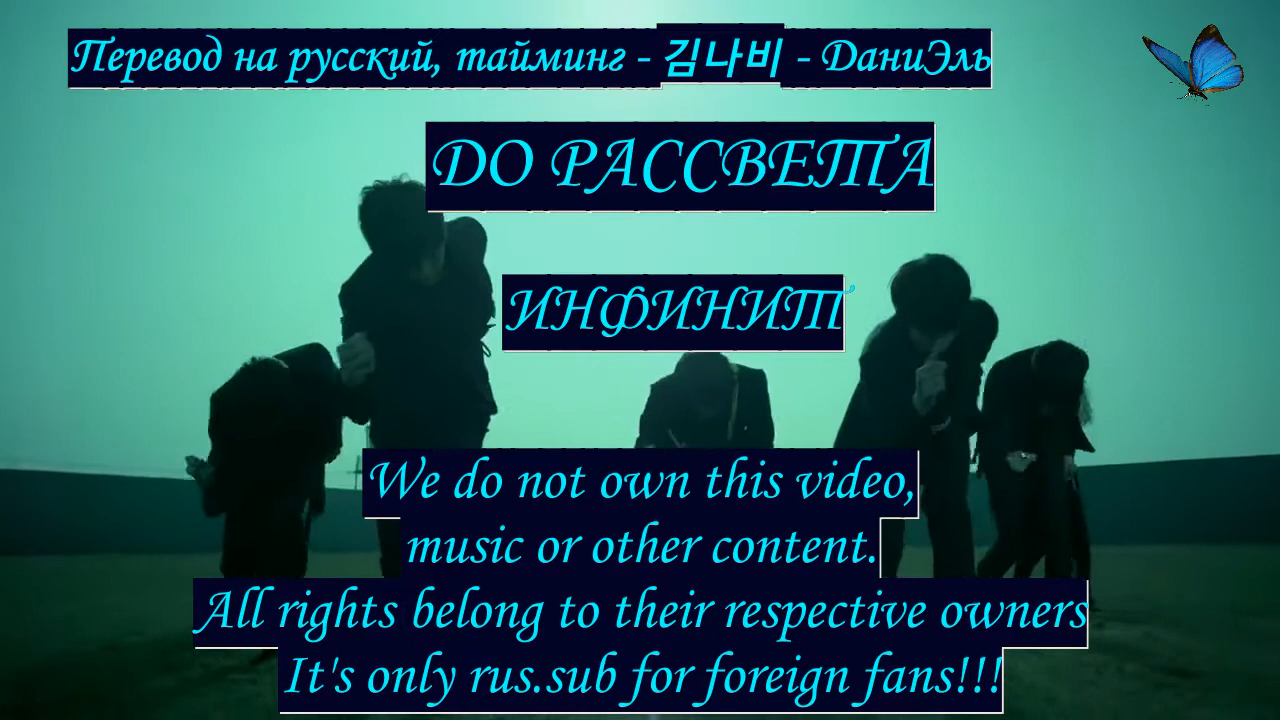 Перевод на русский, тайминг - 김나비 - ДаниЭль
ДО РАССВЕТА
ИНФИНИТ
We do not own this video,
music or other content.
All rights belong to their respective owners
It's only rus.sub for foreign fans!!!